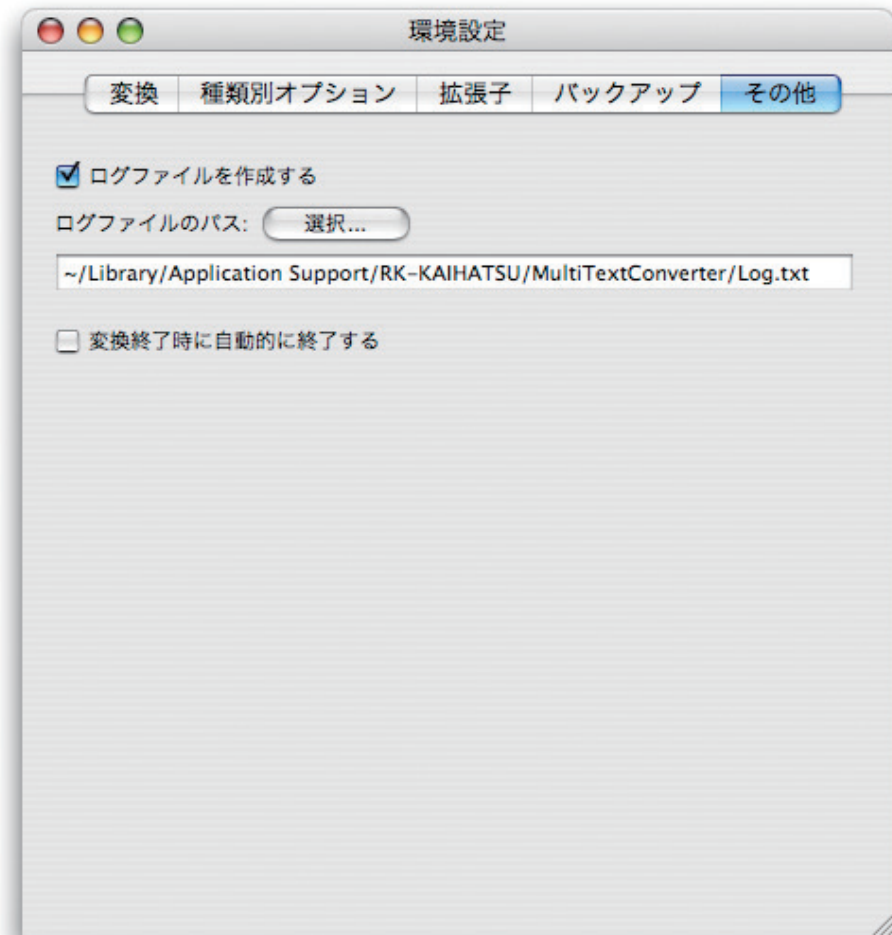 環境設定
変換 種類別オプション 拡張子 バックアップ その他
ログファイルを作成する
ログファイルのパス: 選択...
~/Library/Application Support/RK-KAIHATSU/MultiTextConverter/Log.txt
変換終了時に自動的に終了する